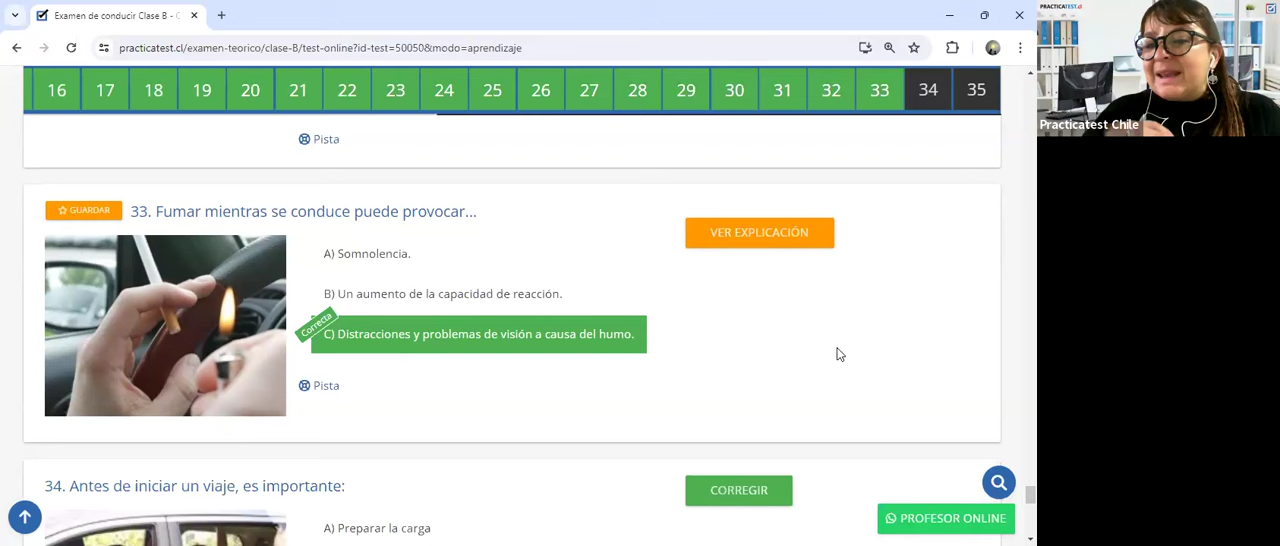 Examen de conducir Clase B - C
practicatest.cl/examen-teorico/clase-B/test-online?id-test=50050&modo=aprendizaje
PRACTICATEST.cl
16 17 18 19 20 21 22 23 24 25 26 27 28 29 30 31 32 33 34 35
Practicatest Chile
Pista
GUARDAR
33. Fumar mientras se conduce puede provocar...
VER EXPLICACIÓN
A) Somnolencia.
B) Un aumento de la capacidad de reacción.
Correcta
C) Distracciones y problemas de visión a causa del humo.
Pista
34. Antes de iniciar un viaje, es importante:
CORREGIR
PROFESOR ONLINE
A) Preparar la carga